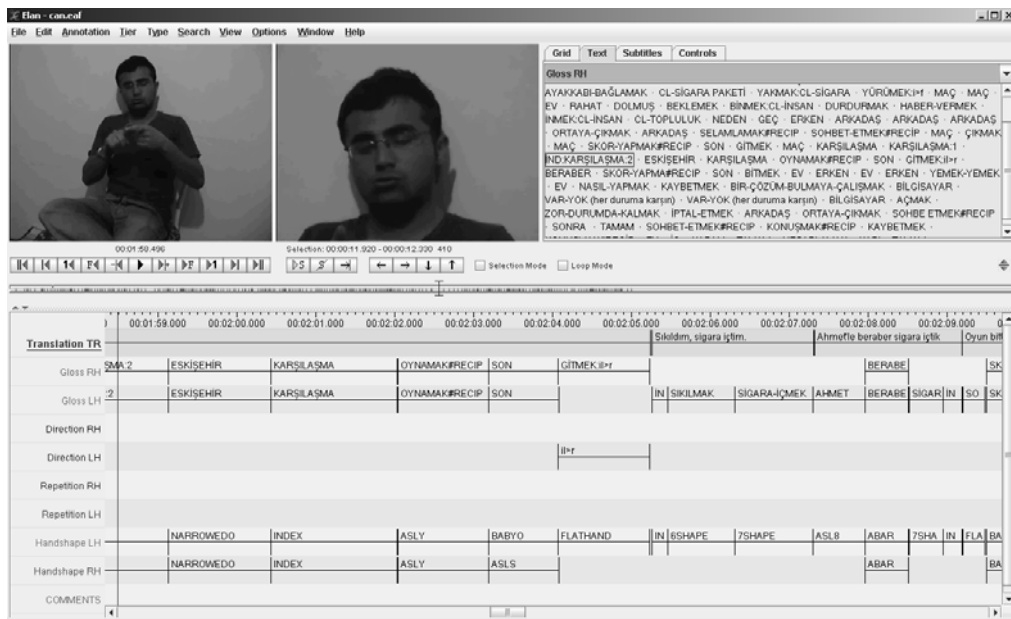 Elan - can.eaf
File Edit Annotation Tier Type Search View Options Window Help
Grid Text Subtitles Controls
Gloss RH
AYAKKABI-BAĞLAMAK · CL-SİGARA PAKETİ · YAKMAK:CL-SİGARA · YÜRÜMEK:i>r · MAÇ · MAÇ ·
EV · RAHAT · DOLMUŞ · BEKLEMEK · BİNMEK:CL-İNSAN · DURDURMAK · HABER-VERMEK ·
İNMEK:CL-İNSAN · CL-TOPLULUK · NEDEN · GEÇ · ERKEN · ARKADAŞ · ARKADAŞ · ARKADAŞ
· ORTAYA-ÇIKMAK · ARKADAŞ · SELAMLAMAK#RECIP · SOHBET-ETMEK#RECİP · MAÇ · ÇIKMAK
· MAÇ · SKOR-YAPMAK#RECIP · SON · GİTMEK · MAÇ · KARŞILAŞMA · KARŞILAŞMA:1 ·
IND:KARŞILAŞMA:2 · ESKİŞEHİR · KARŞILAŞMA · OYNAMAK#RECIP · SON · GİTMEK:il>r ·
BERABER · SKOR-YAPMA#RECIP · SON · BİTMEK · EV · ERKEN · EV · ERKEN · YEMEK-YEMEK
· EV · NASIL-YAPMAK · KAYBETMEK · BİR-ÇÖZÜM-BULMAYA-ÇALIŞMAK · BİLGİSAYAR ·
VAR-YOK (her duruma karşın) · VAR-YOK (her duruma karşın) · BİLGİSAYAR · AÇMAK ·
ZOR-DURUMDA-KALMAK · İPTAL-ETMEK · ARKADAŞ · ORTAYA-ÇIKMAK · SOHBE ETMEK#RECIP
· SONRA · TAMAM · SOHBET-ETMEK#RECIP · KONUŞMAK#RECIP · KAYBETMEK ·
00:01:58.496 Selection: 00:00:11.920 - 00:00:12.330 410
Selection Mode Loop Mode
00:01:59.000 00:02:00.000 00:02:01.000 00:02:02.000 00:02:03.000 00:02:04.000 00:02:05.000 00:02:06.000 00:02:07.000 00:02:08.000 00:02:09.000
Translation TR Sıkıldım, sigara içtim. Ahmet'le beraber sigara içtik Oyun bitt
Gloss RH ŞMA:2 ESKİŞEHİR KARŞILAŞMA OYNAMAK#RECIP SON GİTMEK:il>r BERABE SK
Gloss LH :2 ESKİŞEHİR KARŞILAŞMA OYNAMAK#RECIP SON IN SIKILMAK SİGARA-İÇMEK AHMET BERABE SİGAR IN SO SK
Direction RH
Direction LH il>r
Repetition RH
Repetition LH
Handshape LH NARROWEDO INDEX ASLY BABYO FLATHAND IN 6SHAPE 7SHAPE ASL8 ABAR 7SHA IN FLA BA
Handshape RH NARROWEDO INDEX ASLY ASLS ABAR BA
COMMENTS